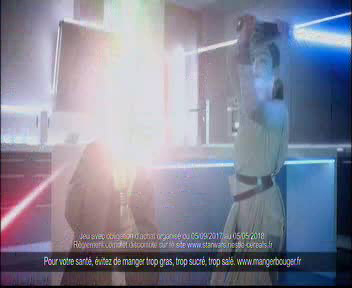 Jeu avec obligation d'achat organisé du 05/09/2017 au 05/05/2018
Règlement complet disponible sur le site www.starwars.nestle-cereals.fr
Pour votre santé, évitez de manger trop gras, trop sucré, trop salé. www.mangerbouger.fr